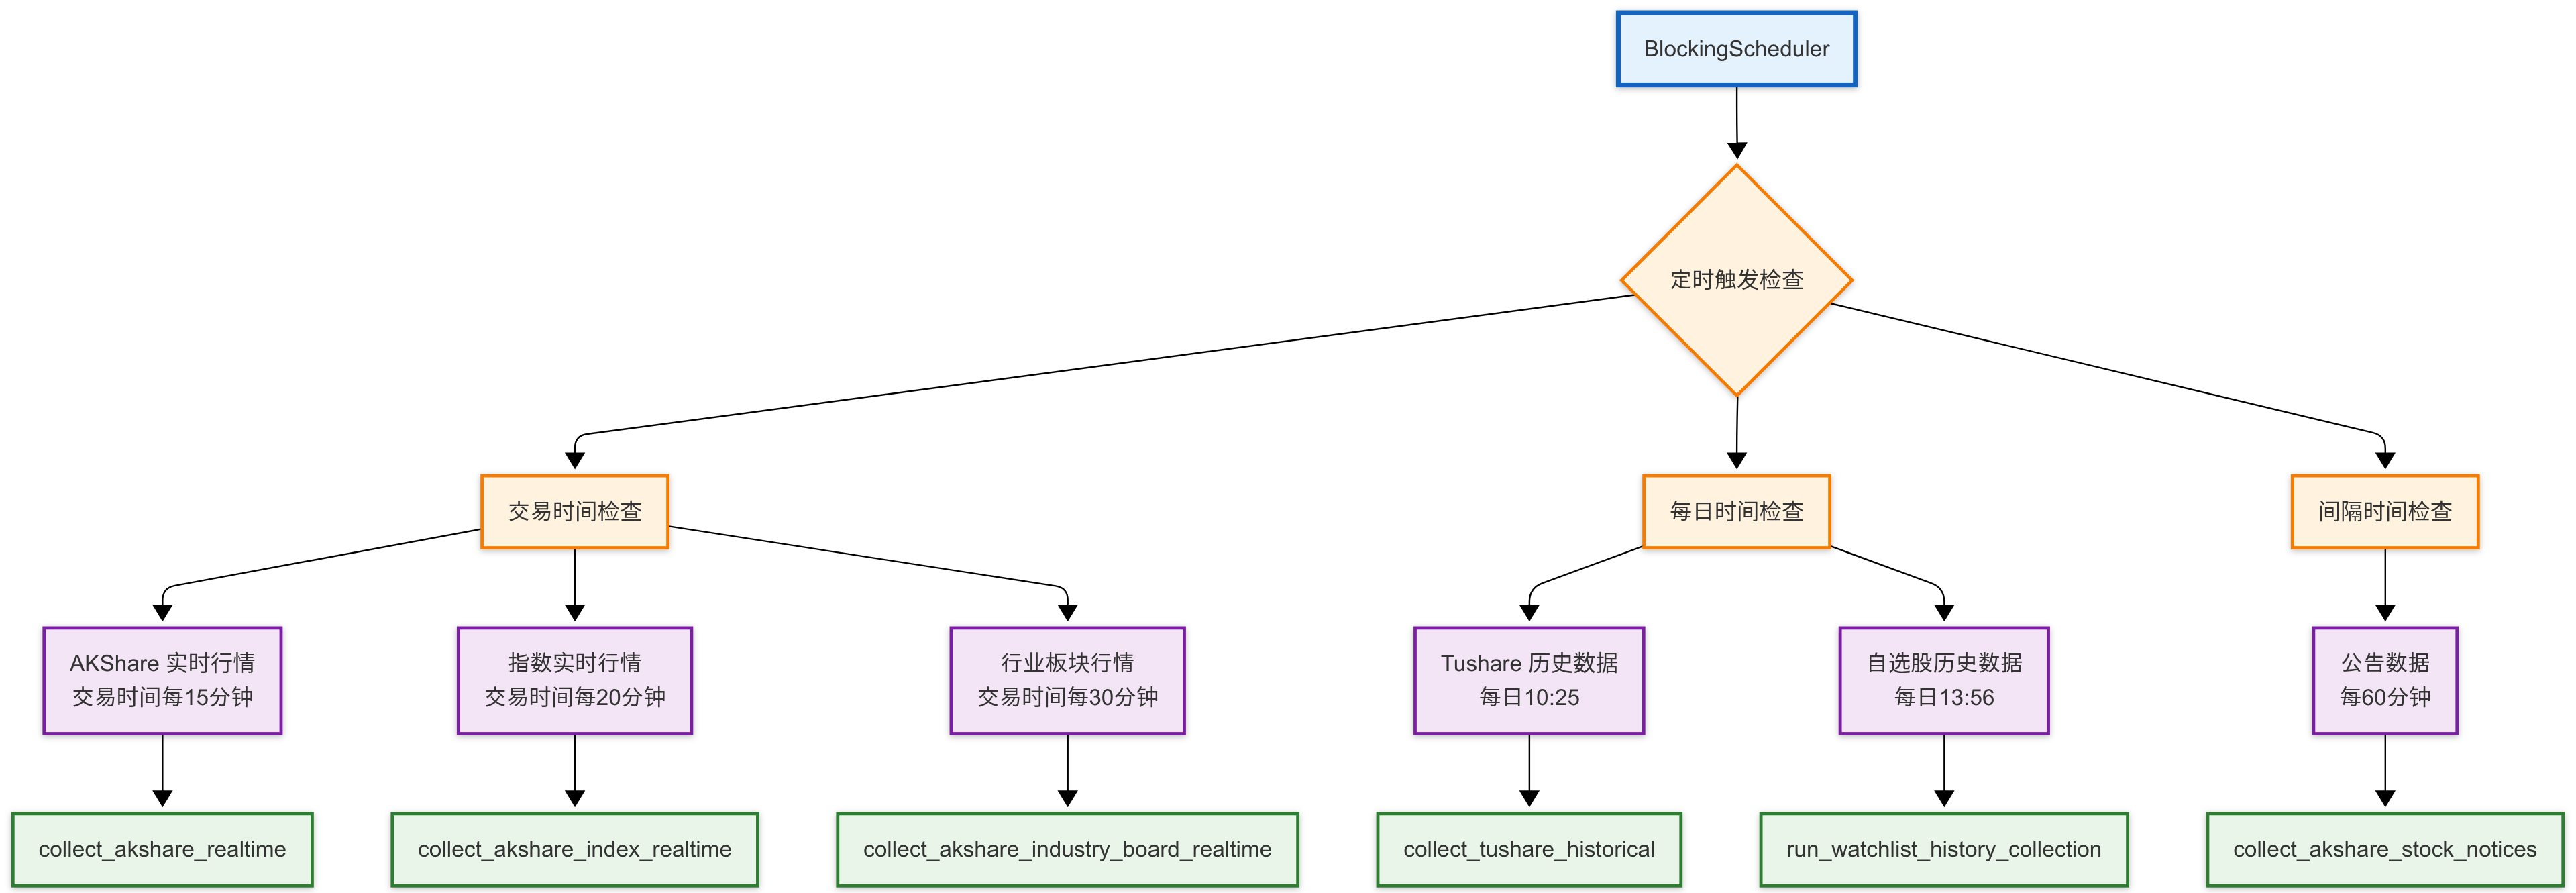 BlockingScheduler
定时触发检查
交易时间检查
每日时间检查
间隔时间检查
AKShare 实时行情
交易时间每15分钟
指数实时行情
交易时间每20分钟
行业板块行情
交易时间每30分钟
Tushare 历史数据
每日10:25
自选股历史数据
每日13:56
公告数据
每60分钟
collect_akshare_realtime
collect_akshare_index_realtime
collect_akshare_industry_board_realtime
collect_tushare_historical
run_watchlist_history_collection
collect_akshare_stock_notices